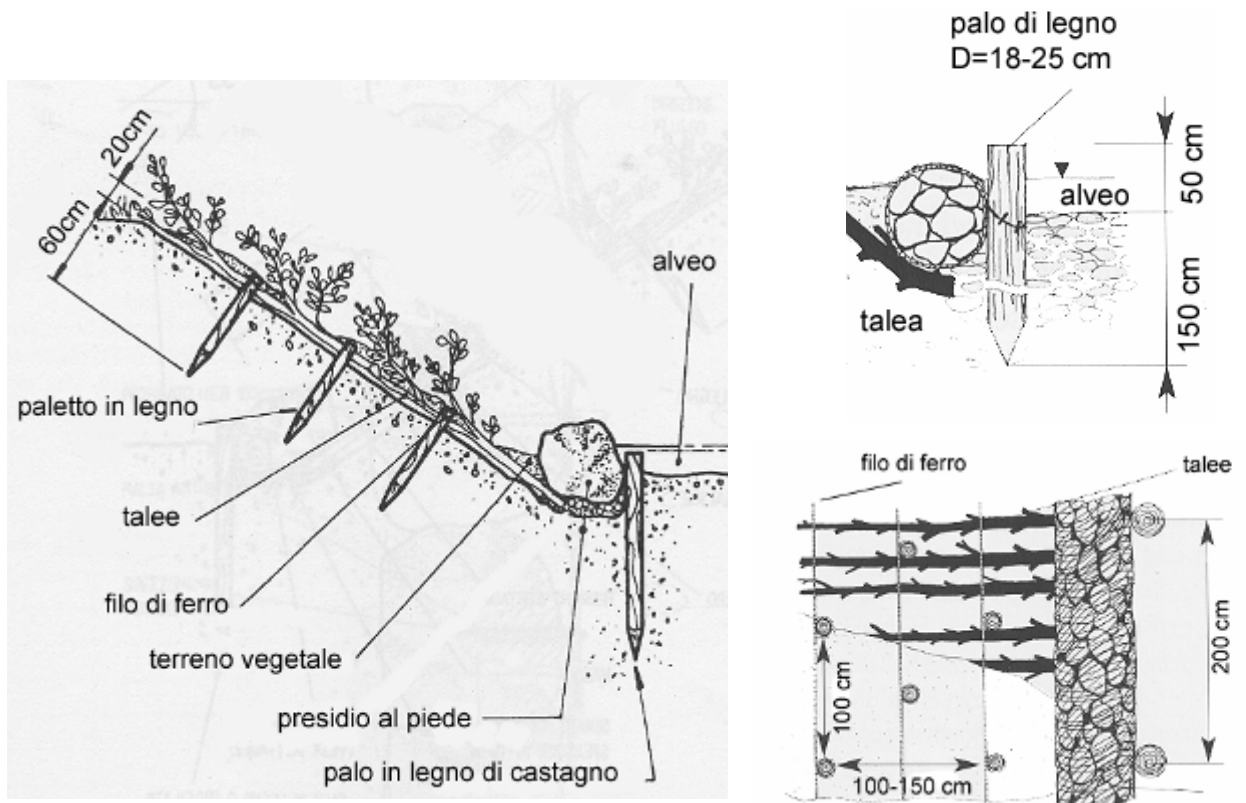 20cm
60cm
alveo
paletto in legno
talee
filo di ferro
terreno vegetale
presidio al piede
palo in legno di castagno
palo di legno
D=18-25 cm
50 cm
alveo
150 cm
talea
filo di ferro
talee
200 cm
100 cm
100-150 cm